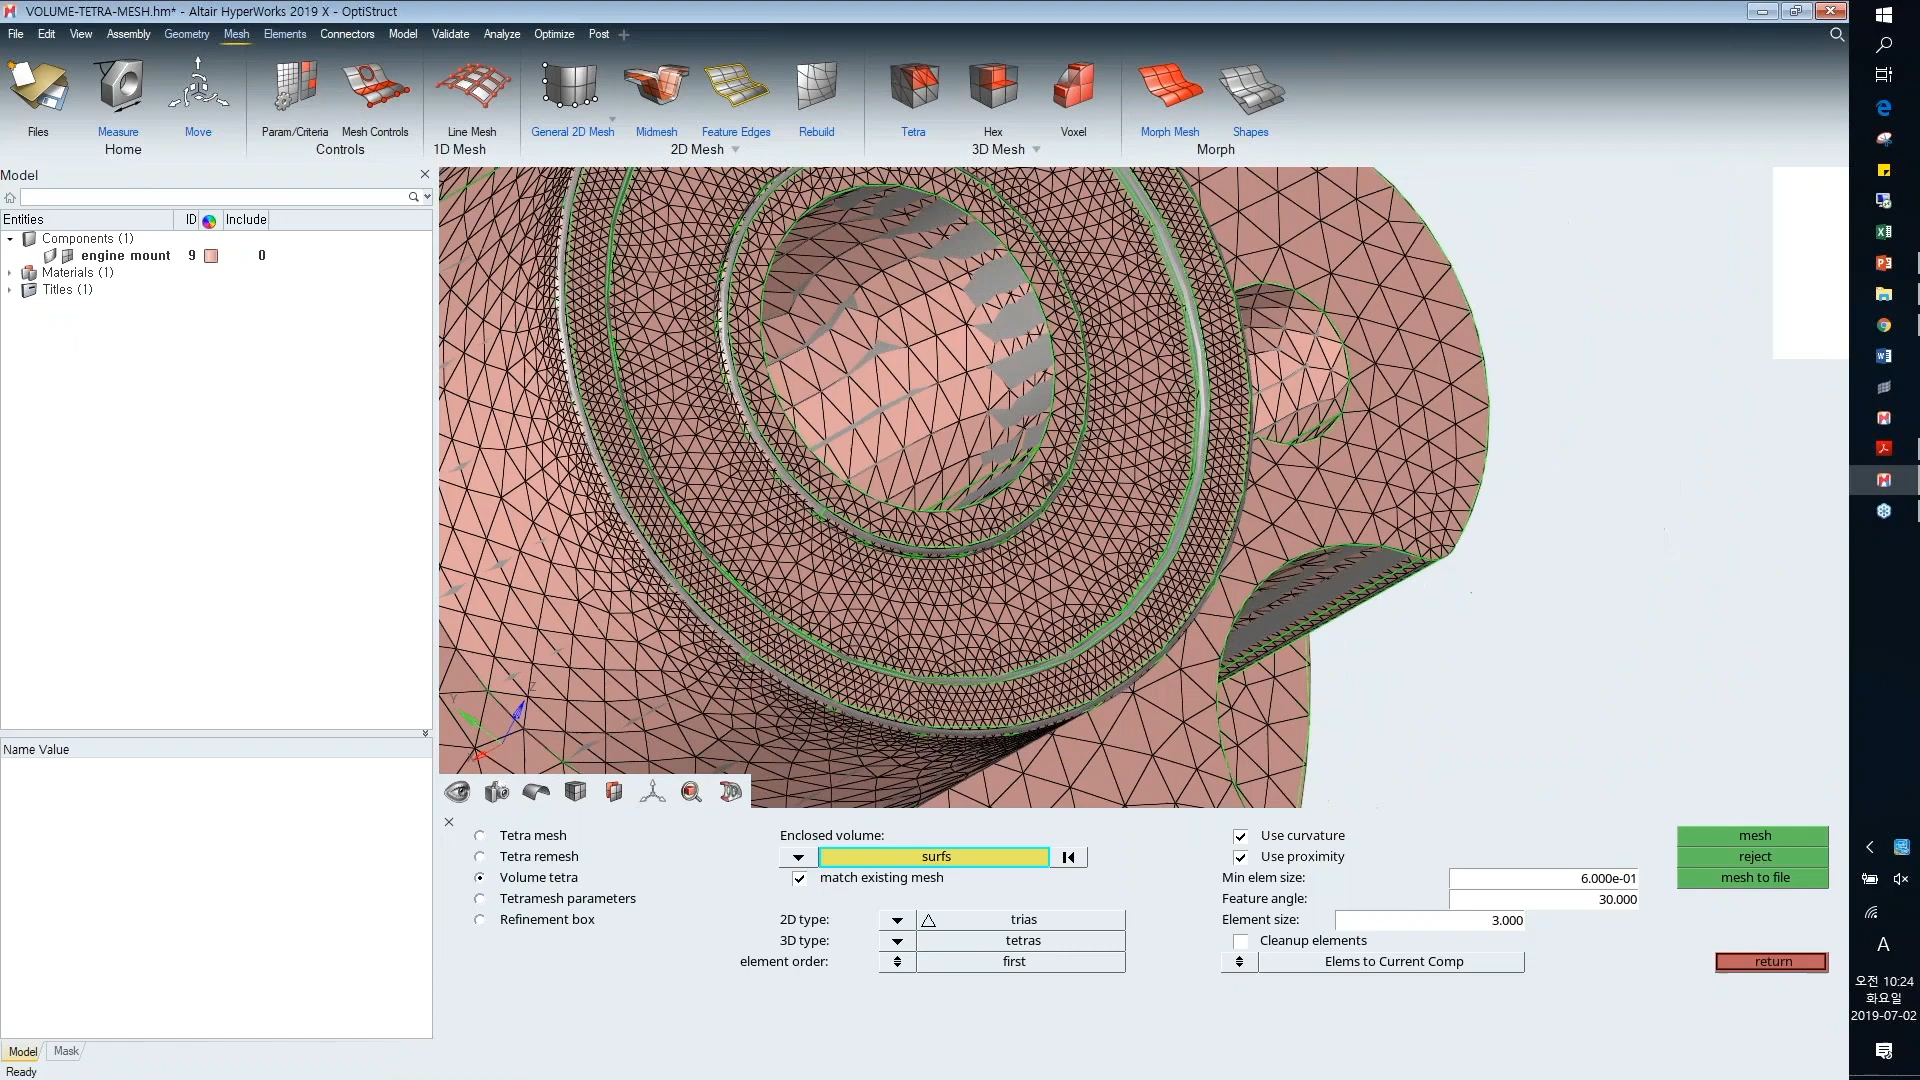 VOLUME-TETRA-MESH.hm* - Altair HyperWorks 2019 X - OptiStruct
File Edit View Assembly Geometry Mesh Elements Connectors Model Validate Analyze Optimize Post
Files Measure Move Param/Criteria Mesh Controls Line Mesh General 2D Mesh Midmesh Feature Edges Rebuild Tetra Hex Voxel Morph Mesh Shapes
Home Controls 1D Mesh 2D Mesh 3D Mesh Morph
Model
Entities ID Include
Components (1)
engine mount 9 0
Materials (1)
Titles (1)
Name Value
Z
Y
Tetra mesh
Tetra remesh
Volume tetra
Tetramesh parameters
Refinement box
Enclosed volume:
surfs
match existing mesh
2D type: trias
3D type: tetras
element order: first
Use curvature
Use proximity
Min elem size: 6.000e-01
Feature angle: 30.000
Element size: 3.000
Cleanup elements
Elems to Current Comp
mesh
reject
mesh to file
return
Model Mask
Ready
A
오전 10:24
화요일
2019-07-02